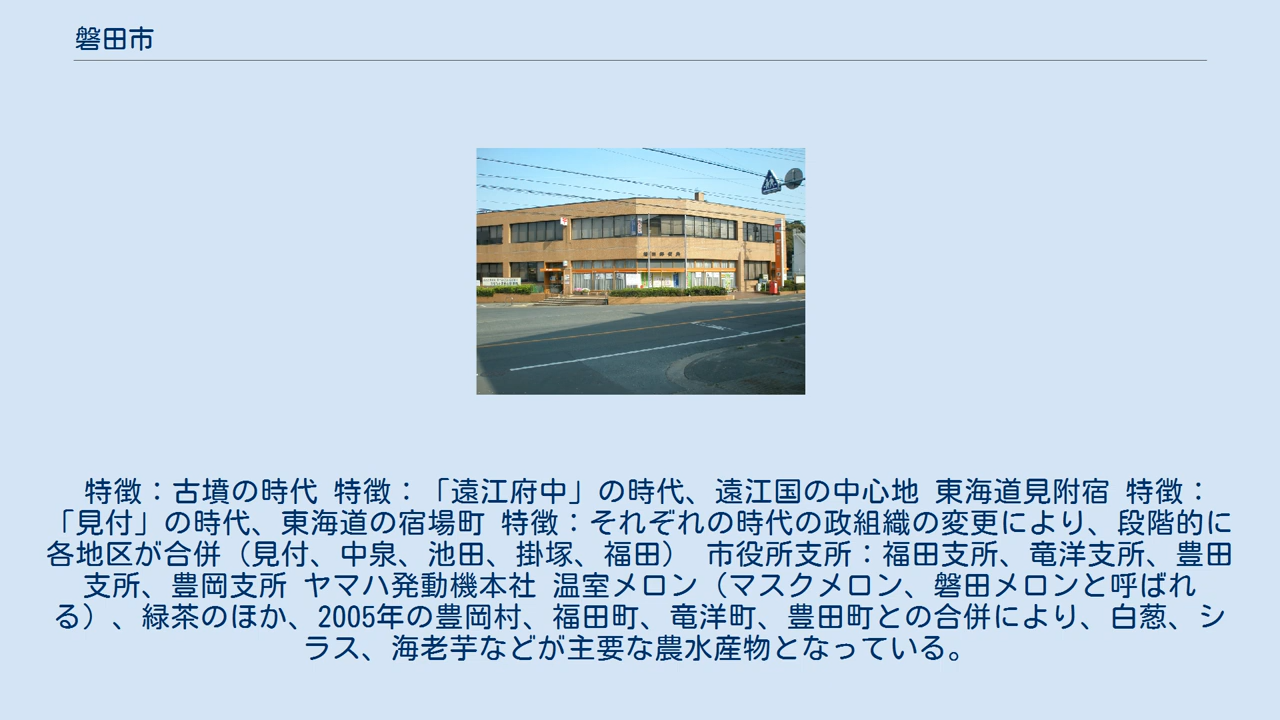 磐田市
特徴：古墳の時代 特徴：「遠江府中」の時代、遠江国の中心地 東海道見附宿 特徴：
「見付」の時代、東海道の宿場町 特徴：それぞれの時代の政組織の変更により、段階的に
各地区が合併（見付、中泉、池田、掛塚、福田） 市役所支所：福田支所、竜洋支所、豊田
支所、豊岡支所 ヤマハ発動機本社 温室メロン（マスクメロン、磐田メロンと呼ばれ
る）、緑茶のほか、2005年の豊岡村、福田町、竜洋町、豊田町との合併により、白葱、シ
ラス、海老芋などが主要な農水産物となっている。